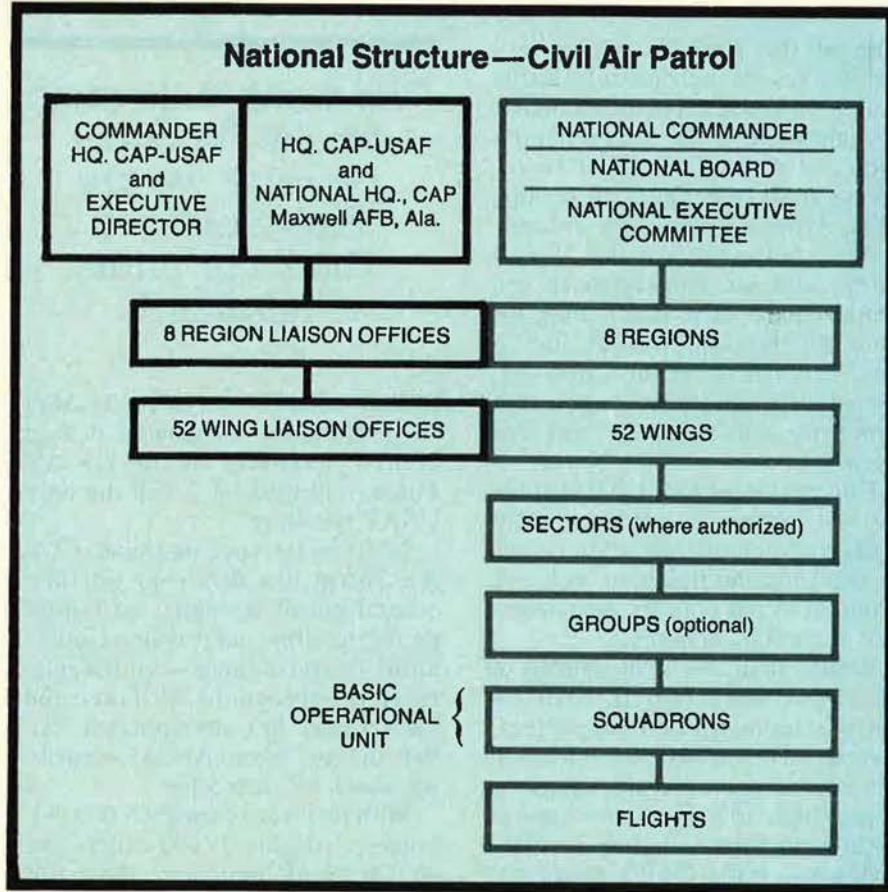 National Structure—Civil Air Patrol
COMMANDER
HQ. CAP-USAF
and
EXECUTIVE
DIRECTOR
HQ. CAP-USAF
and
NATIONAL HQ., CAP
Maxwell AFB, Ala.
NATIONAL COMMANDER
NATIONAL BOARD
NATIONAL EXECUTIVE
COMMITTEE
8 REGION LIAISON OFFICES
8 REGIONS
52 WING LIAISON OFFICES
52 WINGS
SECTORS (where authorized)
GROUPS (optional)
BASIC
OPERATIONAL
UNIT
SQUADRONS
FLIGHTS